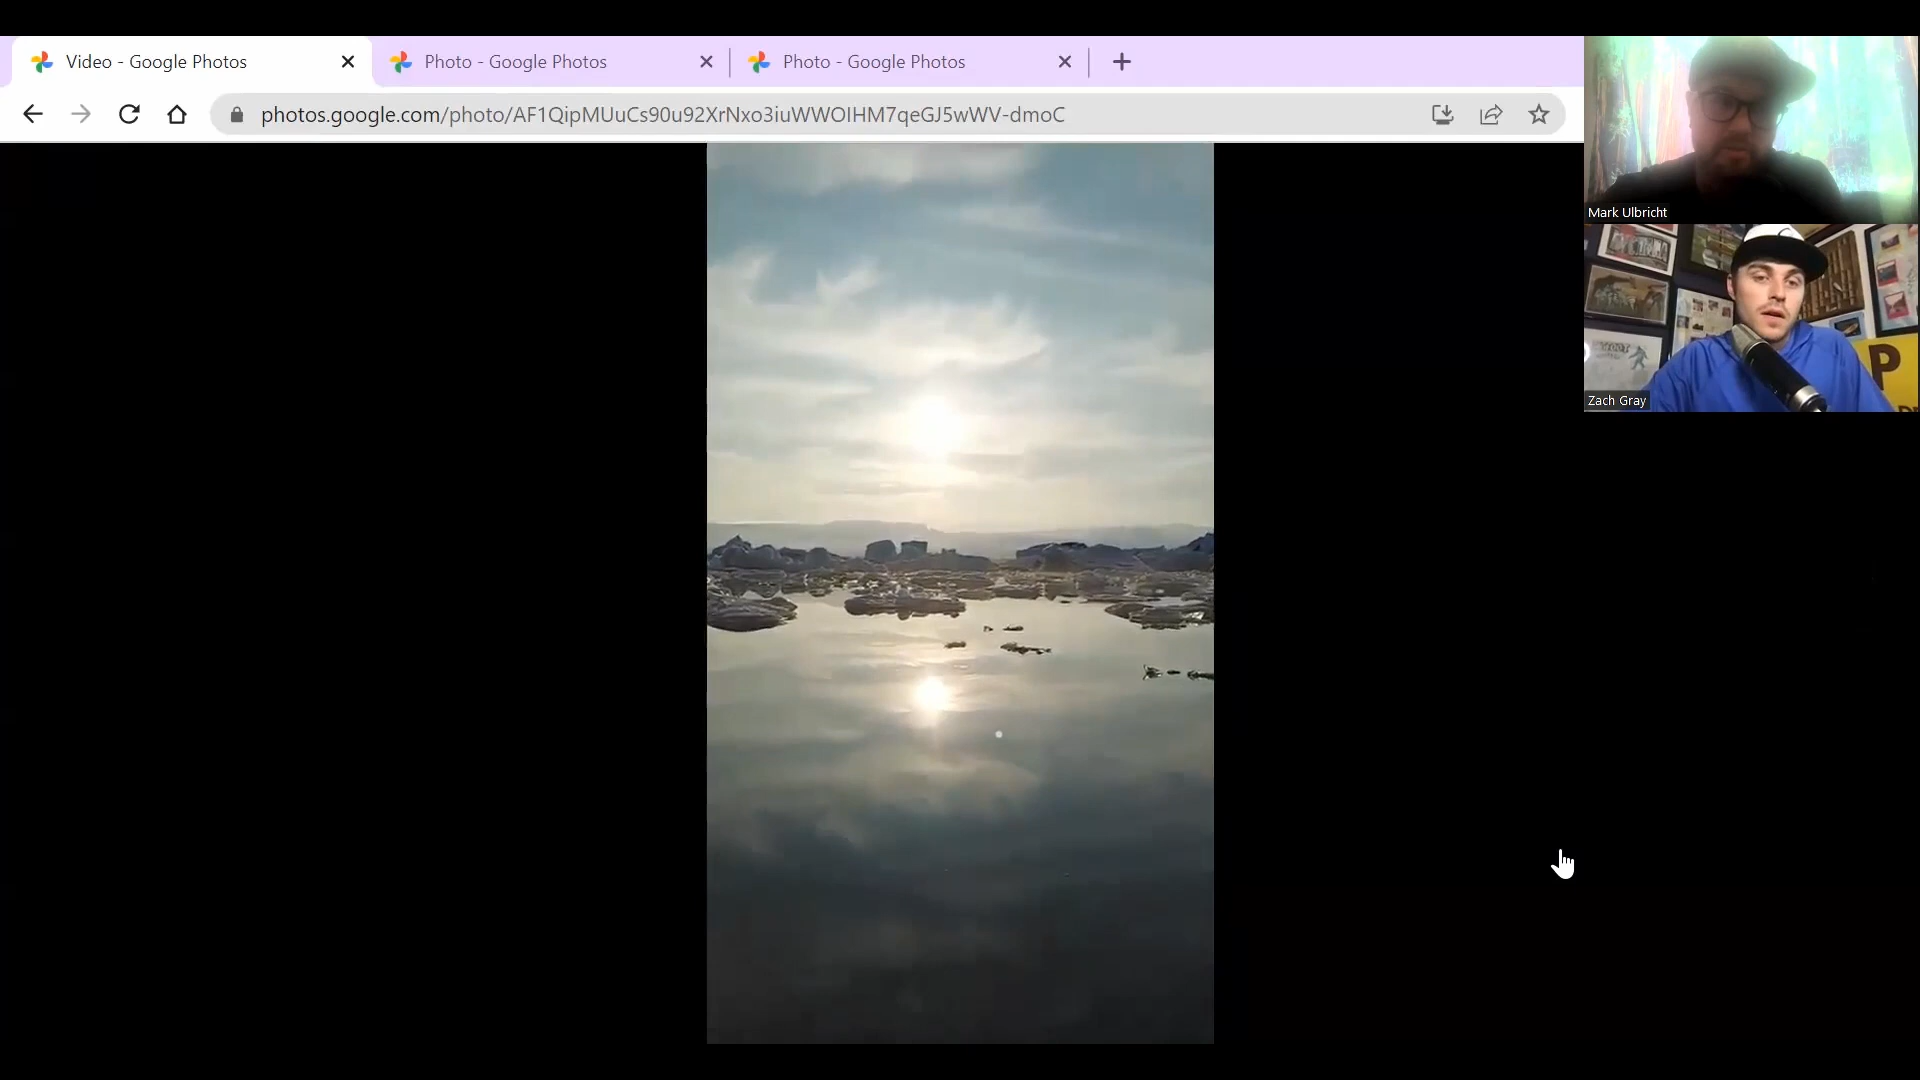 Video - Google Photos
Photo - Google Photos
Photo - Google Photos
photos.google.com/photo/AF1QipMUuCs90u92XrNxo3iuWWOIHM7qeGJ5wWV-dmoC
Mark Ulbricht
P
Zach Gray